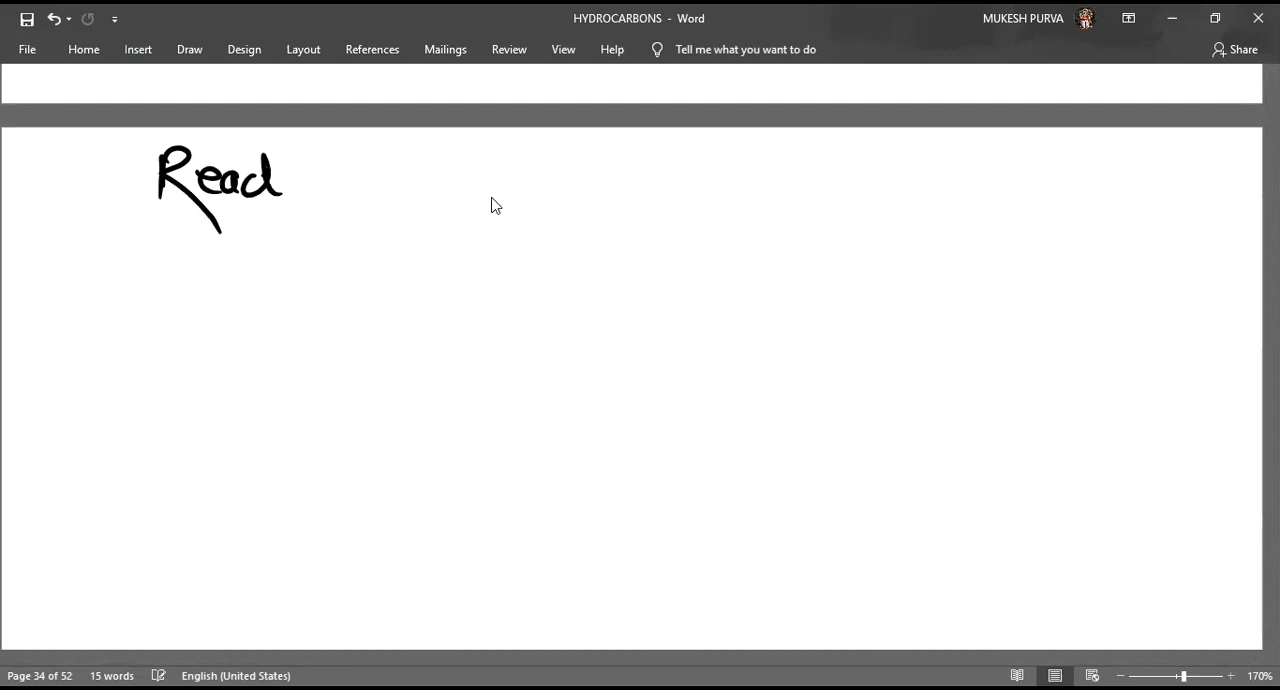 HYDROCARBONS - Word
MUKESH PURVA
File Home Insert Draw Design Layout References Mailings Review View Help Tell me what you want to do Share
Read
Page 34 of 52 15 words English (United States) 170%